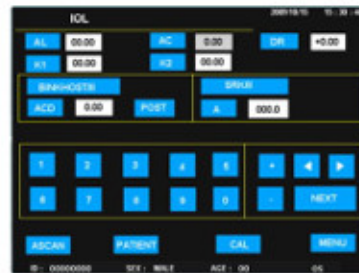 IOL 2009/10/15 15:30
AL 00.00 AC 0.00 DR +0.00
K1 00.00 K2 00.00
BINKHOSTII SRKII
ACD 0.00 POST A 000.0
1 2 3 4 5 + ◀ ▶
6 7 8 9 0 - NEXT
ASCAN PATIENT CAL MENU
ID: 00000000 SEX: MALE AGE: 00 OS